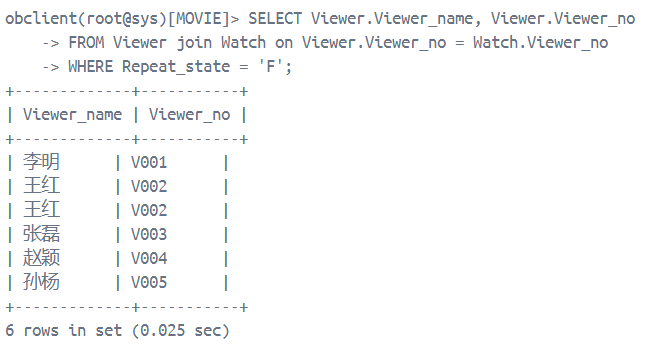 obclient(root@sys)[MOVIE]> SELECT Viewer.Viewer_name, Viewer.Viewer_no
    -> FROM Viewer join Watch on Viewer.Viewer_no = Watch.Viewer_no
    -> WHERE Repeat_state = 'F';
+-------------+-----------+
| Viewer_name | Viewer_no |
+-------------+-----------+
| 李明      | V001      |
| 王红      | V002      |
| 王红      | V002      |
| 张磊      | V003      |
| 赵颖      | V004      |
| 孙杨      | V005      |
+-------------+-----------+
6 rows in set (0.025 sec)